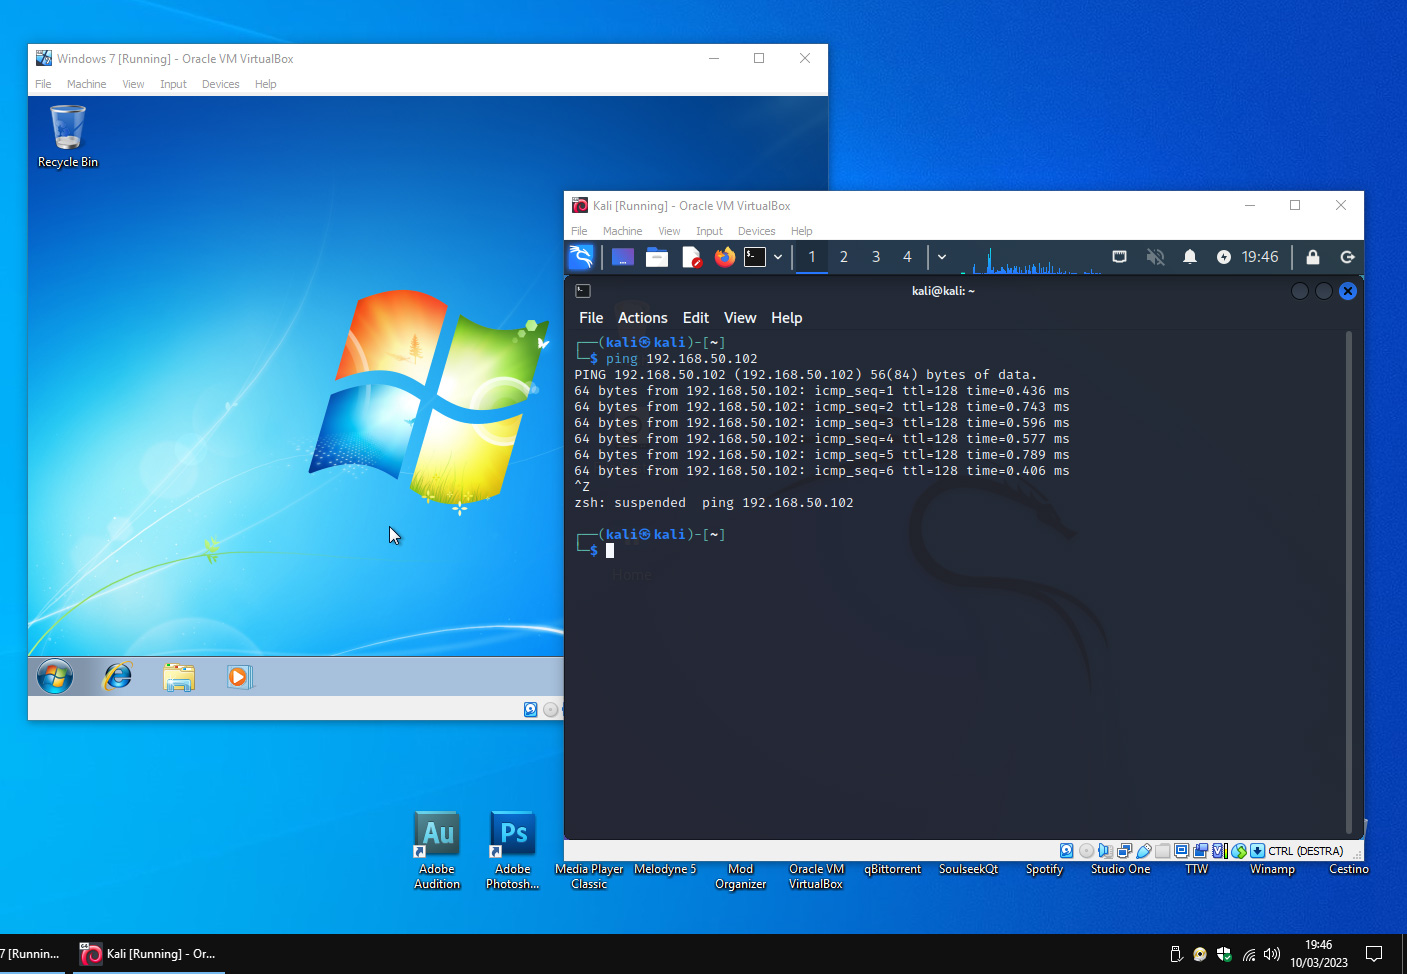 Windows 7 [Running] - Oracle VM VirtualBox
File Machine View Input Devices Help
Recycle Bin
Kali [Running] - Oracle VM VirtualBox
File Machine View Input Devices Help
1 2 3 4 19:46
kali@kali: ~
File Actions Edit View Help
┌──(kali㉿kali)-[~]
└─$ ping 192.168.50.102
PING 192.168.50.102 (192.168.50.102) 56(84) bytes of data.
64 bytes from 192.168.50.102: icmp_seq=1 ttl=128 time=0.436 ms
64 bytes from 192.168.50.102: icmp_seq=2 ttl=128 time=0.743 ms
64 bytes from 192.168.50.102: icmp_seq=3 ttl=128 time=0.596 ms
64 bytes from 192.168.50.102: icmp_seq=4 ttl=128 time=0.577 ms
64 bytes from 192.168.50.102: icmp_seq=5 ttl=128 time=0.789 ms
64 bytes from 192.168.50.102: icmp_seq=6 ttl=128 time=0.406 ms
^Z
zsh: suspended  ping 192.168.50.102
┌──(kali㉿kali)-[~]
└─$
Home
CTRL (DESTRA)
Au
Adobe
Audition
Ps
Adobe
Photosh...
Media Player
Classic
Melodyne 5
Mod
Organizer
Oracle VM
VirtualBox
qBittorrent
SoulseekQt
Spotify
Studio One
TTW
Winamp
Cestino
7 [Runnin...
64
Kali [Running] - Or...
19:46
10/03/2023